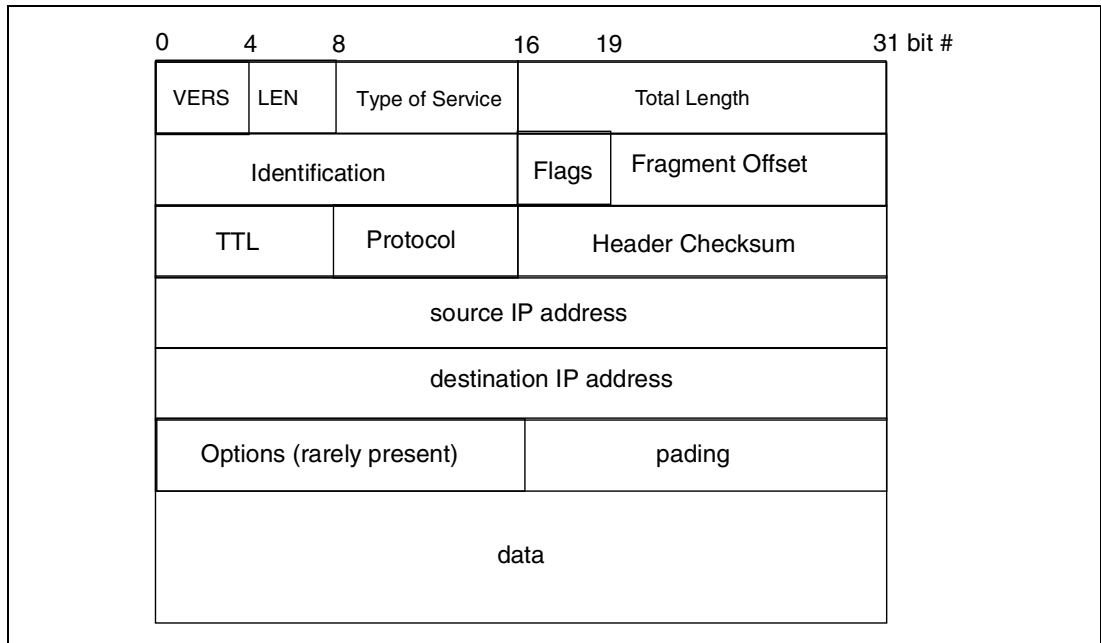 0 4 8 16 19 31 bit #
VERS LEN Type of Service Total Length
Identification Flags Fragment Offset
TTL Protocol Header Checksum
source IP address
destination IP address
Options (rarely present) pading
data